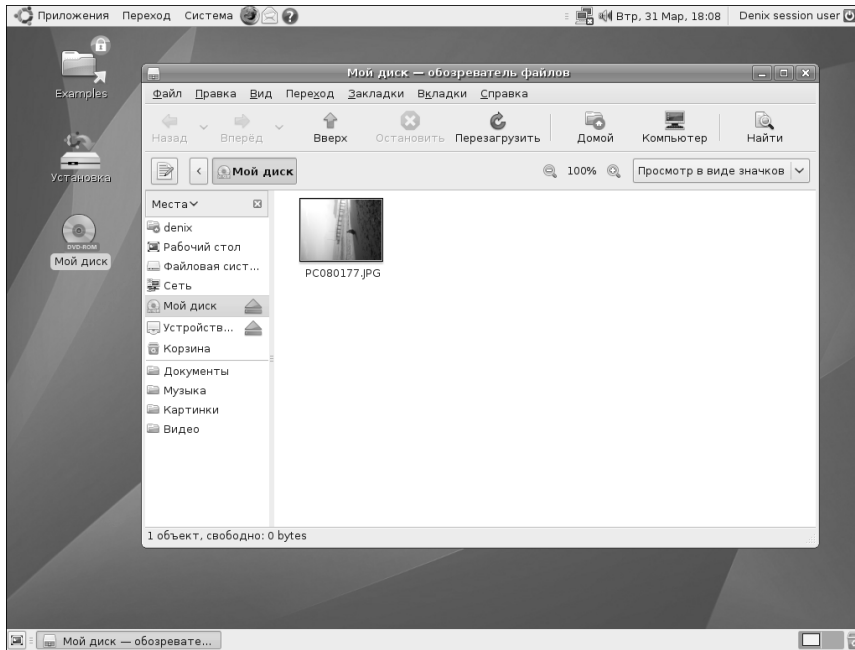 Приложения Переход Система Втр, 31 Мар, 18:08 Denix session user
Examples
Установка
DVD-ROM
Мой диск
Мой диск — обозреватель файлов
Файл Правка Вид Переход Закладки Вкладки Справка
Назад Вперёд Вверх Остановить Перезагрузить Домой Компьютер Найти
Мой диск 100% Просмотр в виде значков
Места
denix
Рабочий стол
Файловая сист...
Сеть
Мой диск
Устройств...
Корзина
Документы
Музыка
Картинки
Видео
PC080177.JPG
1 объект, свободно: 0 bytes
Мой диск — обозревате...